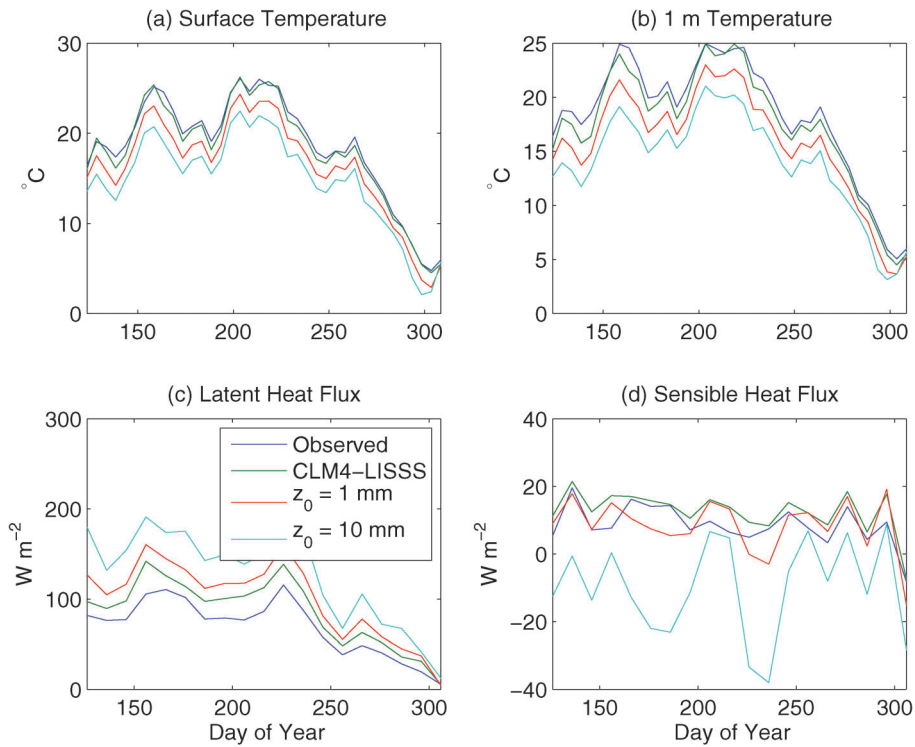 (a) Surface Temperature
(b) 1 m Temperature
30
20
10
0
°C
150
200
250
300
25
20
15
10
5
0
°C
150
200
250
300
(c) Latent Heat Flux
(d) Sensible Heat Flux
300
200
100
0
W m⁻²
Observed
CLM4−LISSS
z₀ = 1 mm
z₀ = 10 mm
150
200
250
300
Day of Year
40
20
0
−20
−40
W m⁻²
150
200
250
300
Day of Year